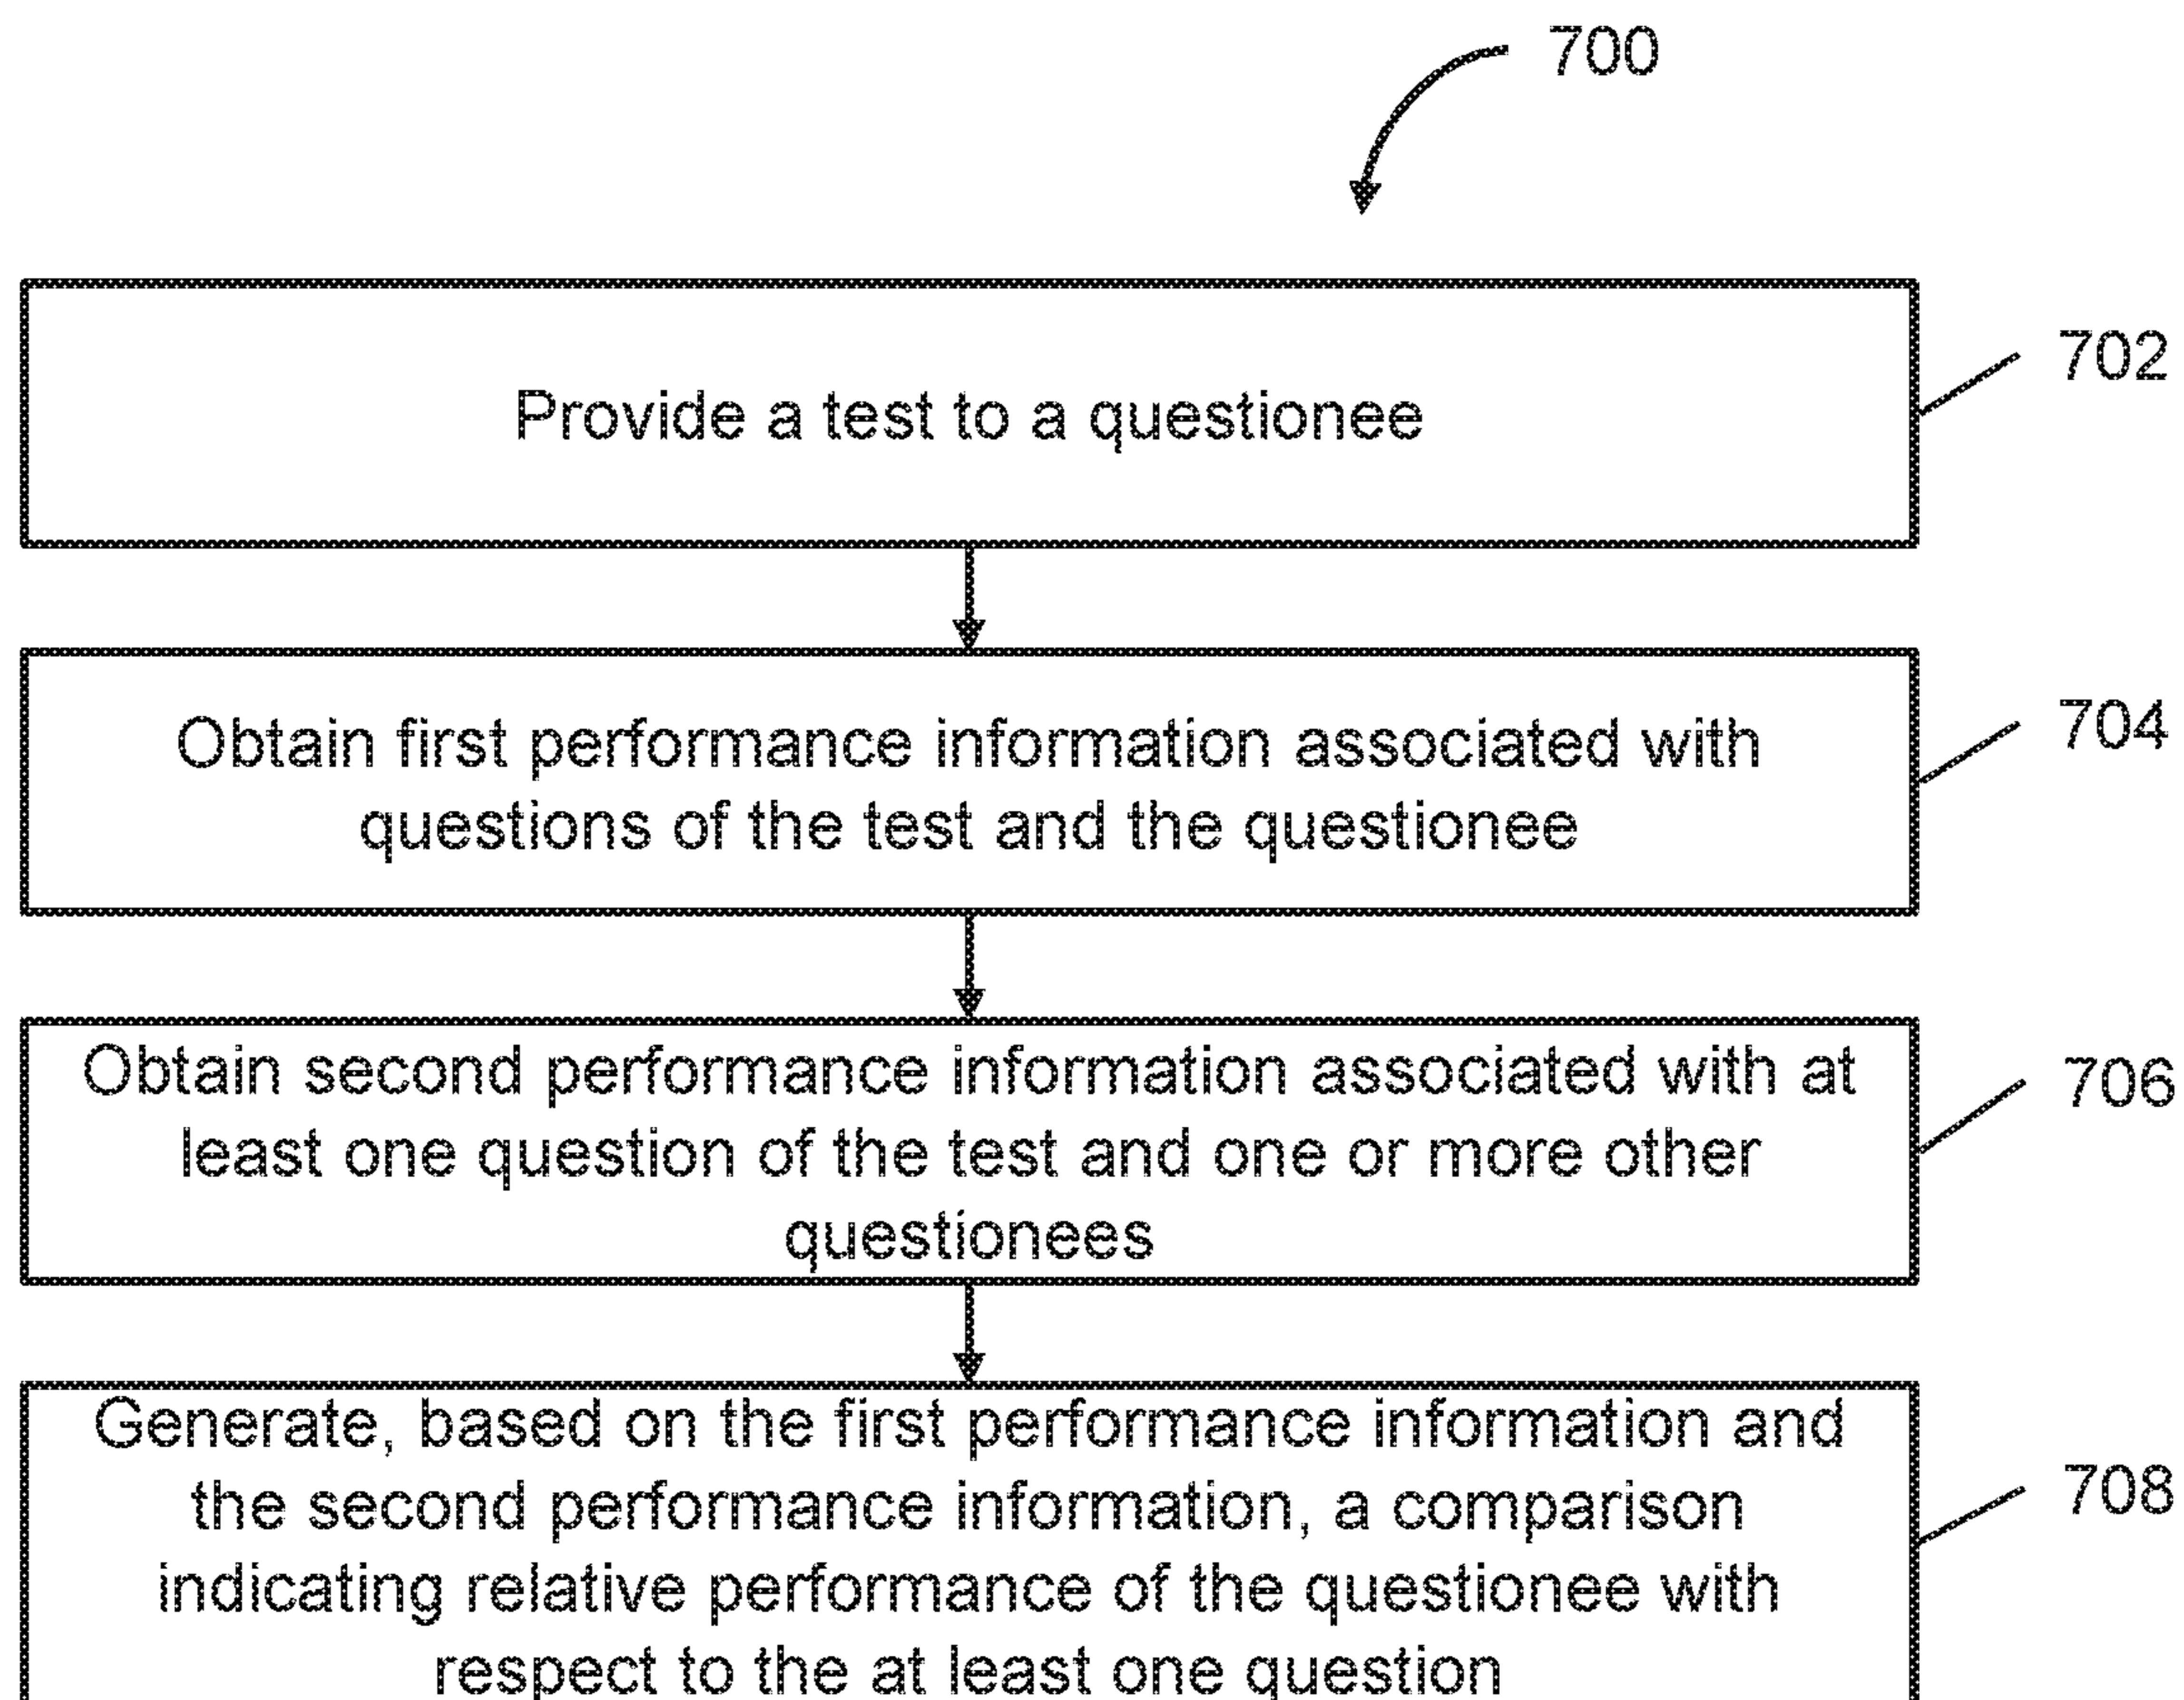 700
Provide a test to a questionee
702
Obtain first performance information associated with
questions of the test and the questionee
704
Obtain second performance information associated with at
least one question of the test and one or more other
questionees
706
Generate, based on the first performance information and
the second performance information, a comparison
indicating relative performance of the questionee with
respect to the at least one question
708